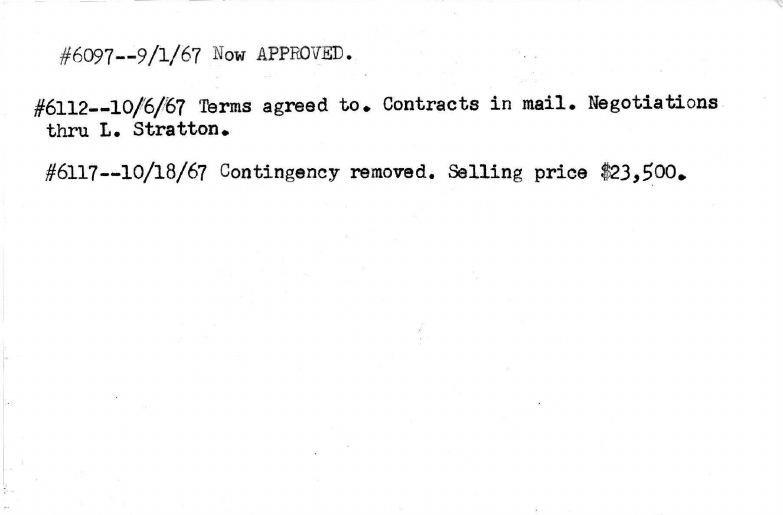 #6097--9/1/67 Now APPROVED.
#6112--10/6/67 Terms agreed to. Contracts in mail. Negotiations
thru L. Stratton.
#6117--10/18/67 Contingency removed. Selling price $23,500.